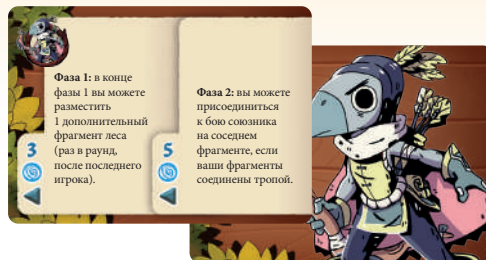 Фаза 1: в конце
фазы 1 вы можете
разместить
1 дополнительный
фрагмент леса
(раз в раунд,
после последнего
игрока).
3
Фаза 2: вы можете
присоединиться
к бою союзника
на соседнем
фрагменте, если
ваши фрагменты
соединены тропой.
5